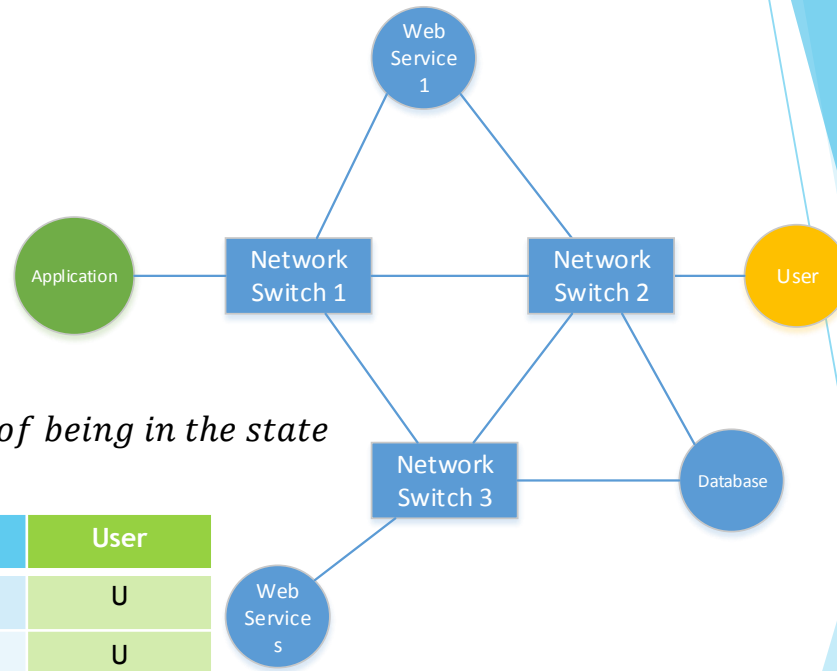 Web
Service
1
Application
Network
Switch 1
Network
Switch 2
User
of being in the state
Network
Switch 3
Database
User
U
Web
Service
s
U